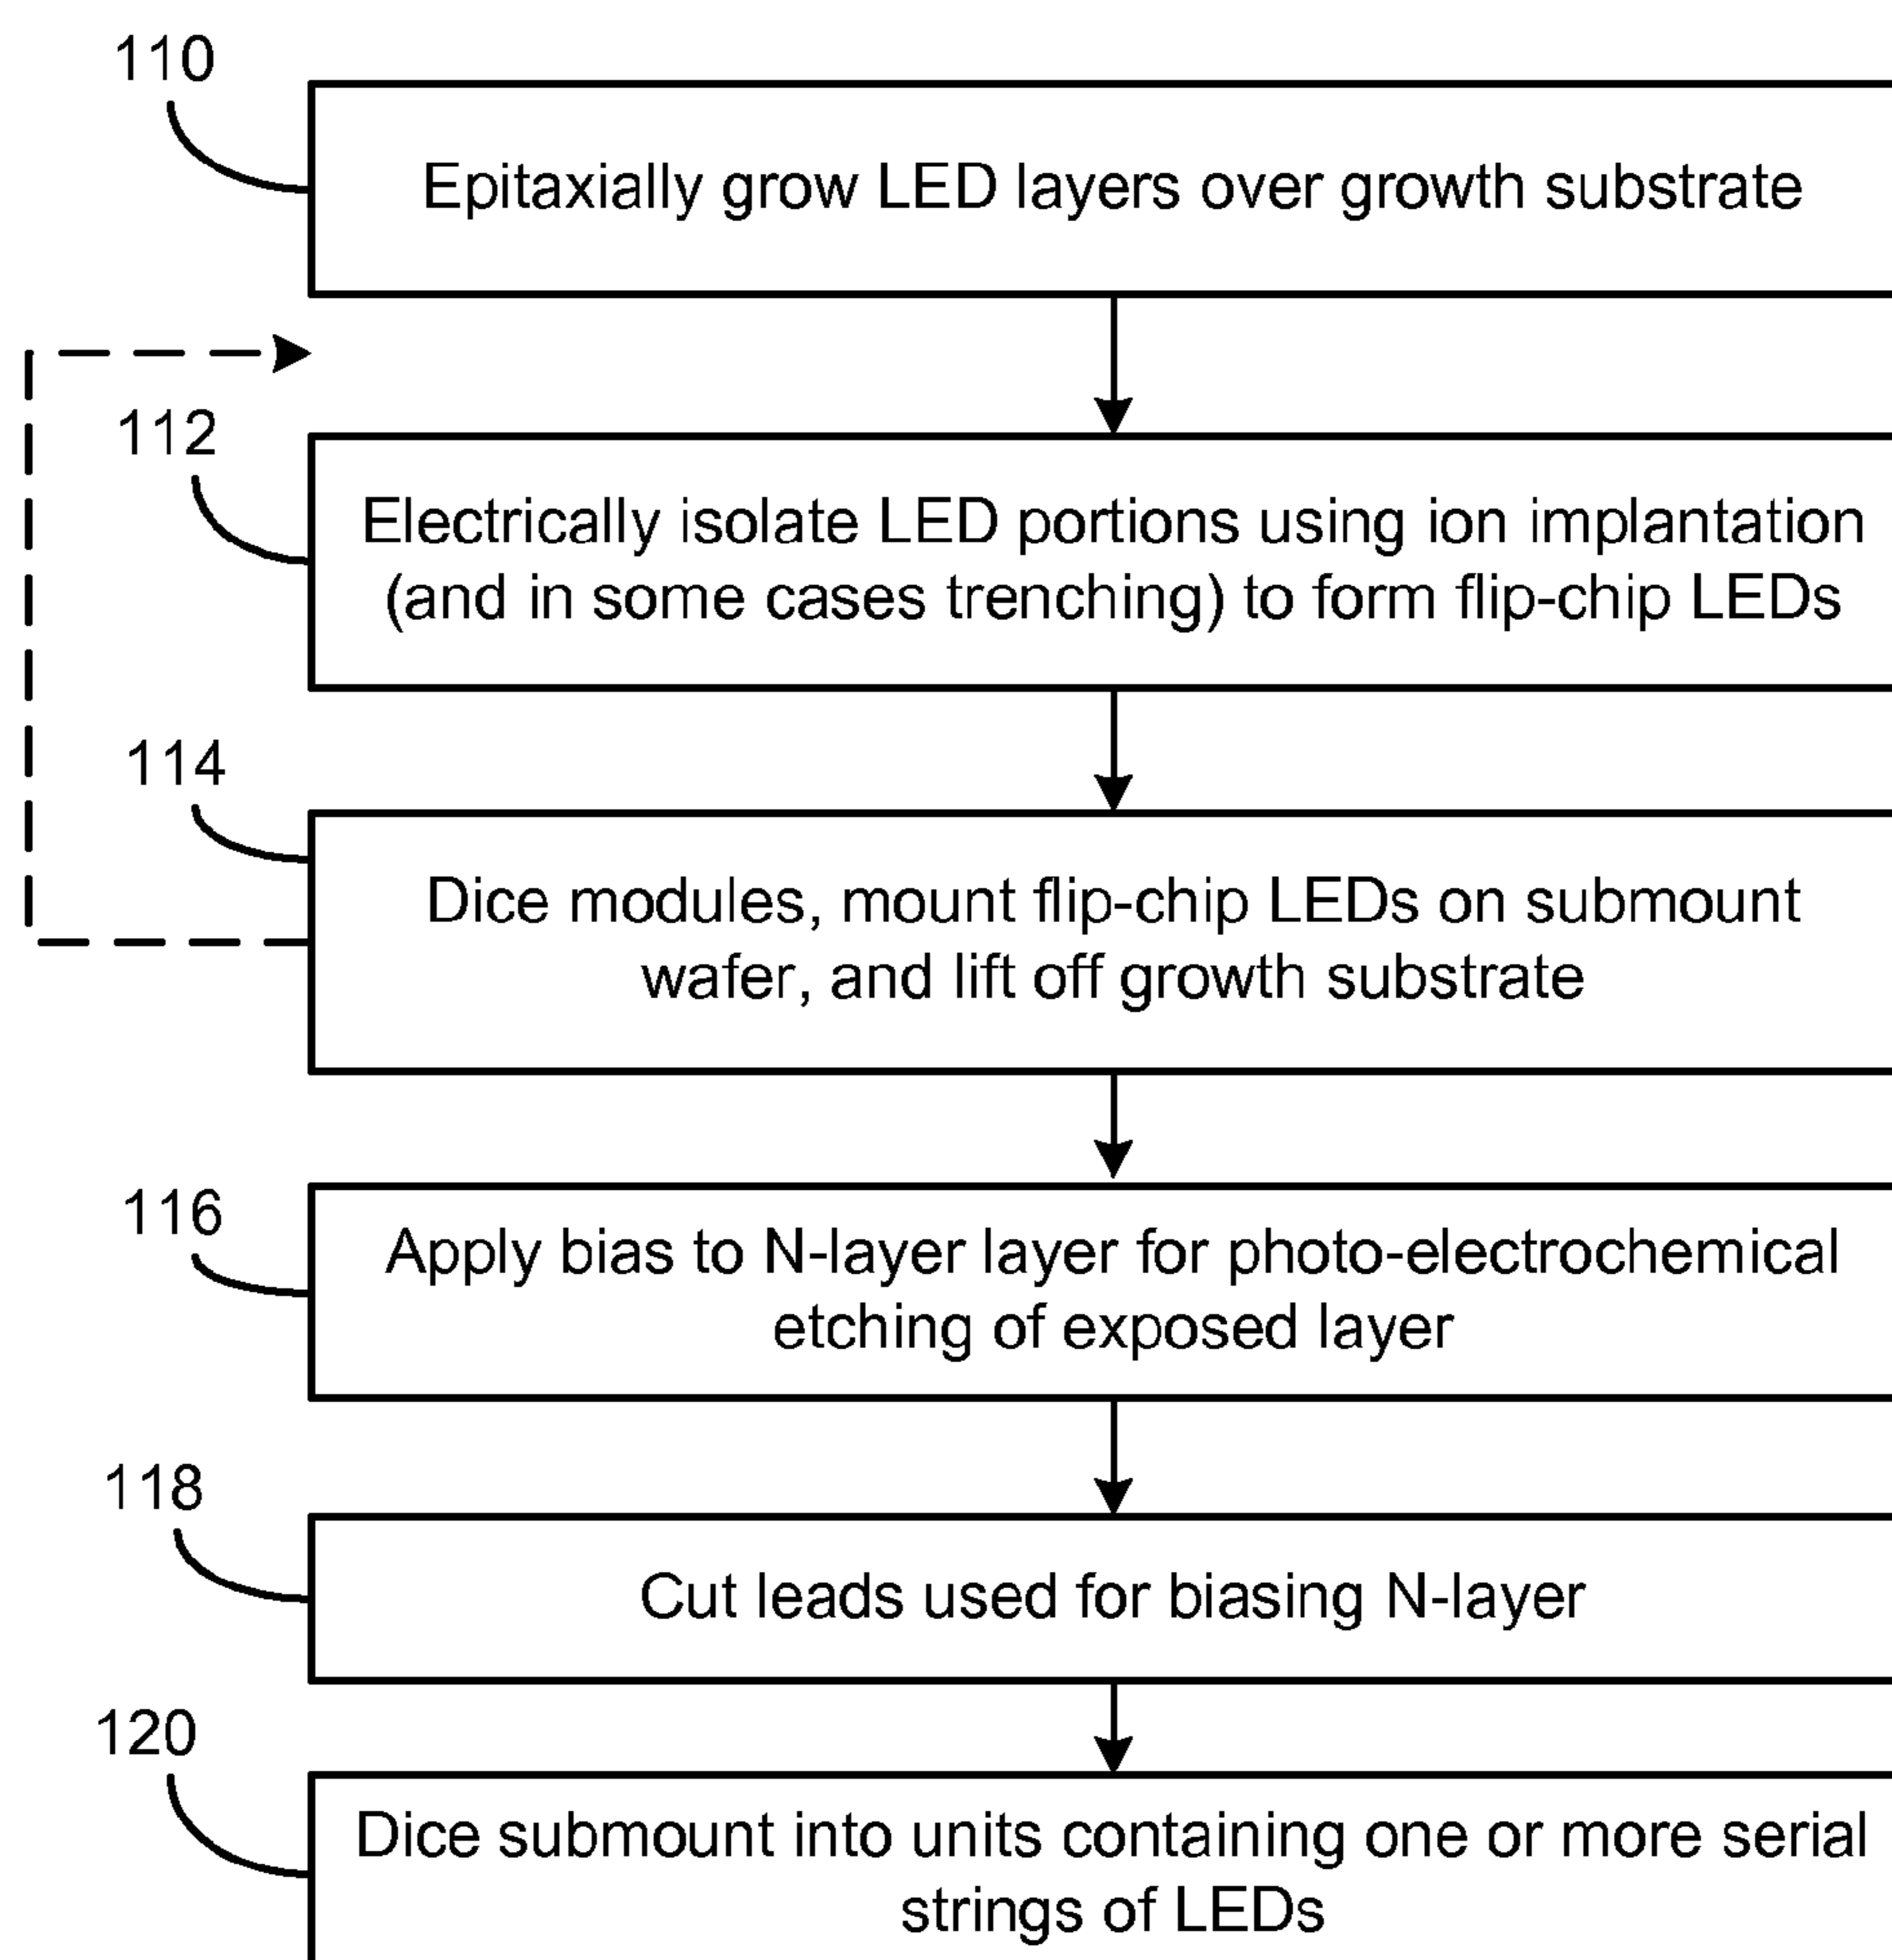 110
Epitaxially grow LED layers over growth substrate
112
Electrically isolate LED portions using ion implantation
(and in some cases trenching) to form flip-chip LEDs
114
Dice modules, mount flip-chip LEDs on submount
wafer, and lift off growth substrate
116
Apply bias to N-layer layer for photo-electrochemical
etching of exposed layer
118
Cut leads used for biasing N-layer
120
Dice submount into units containing one or more serial
strings of LEDs